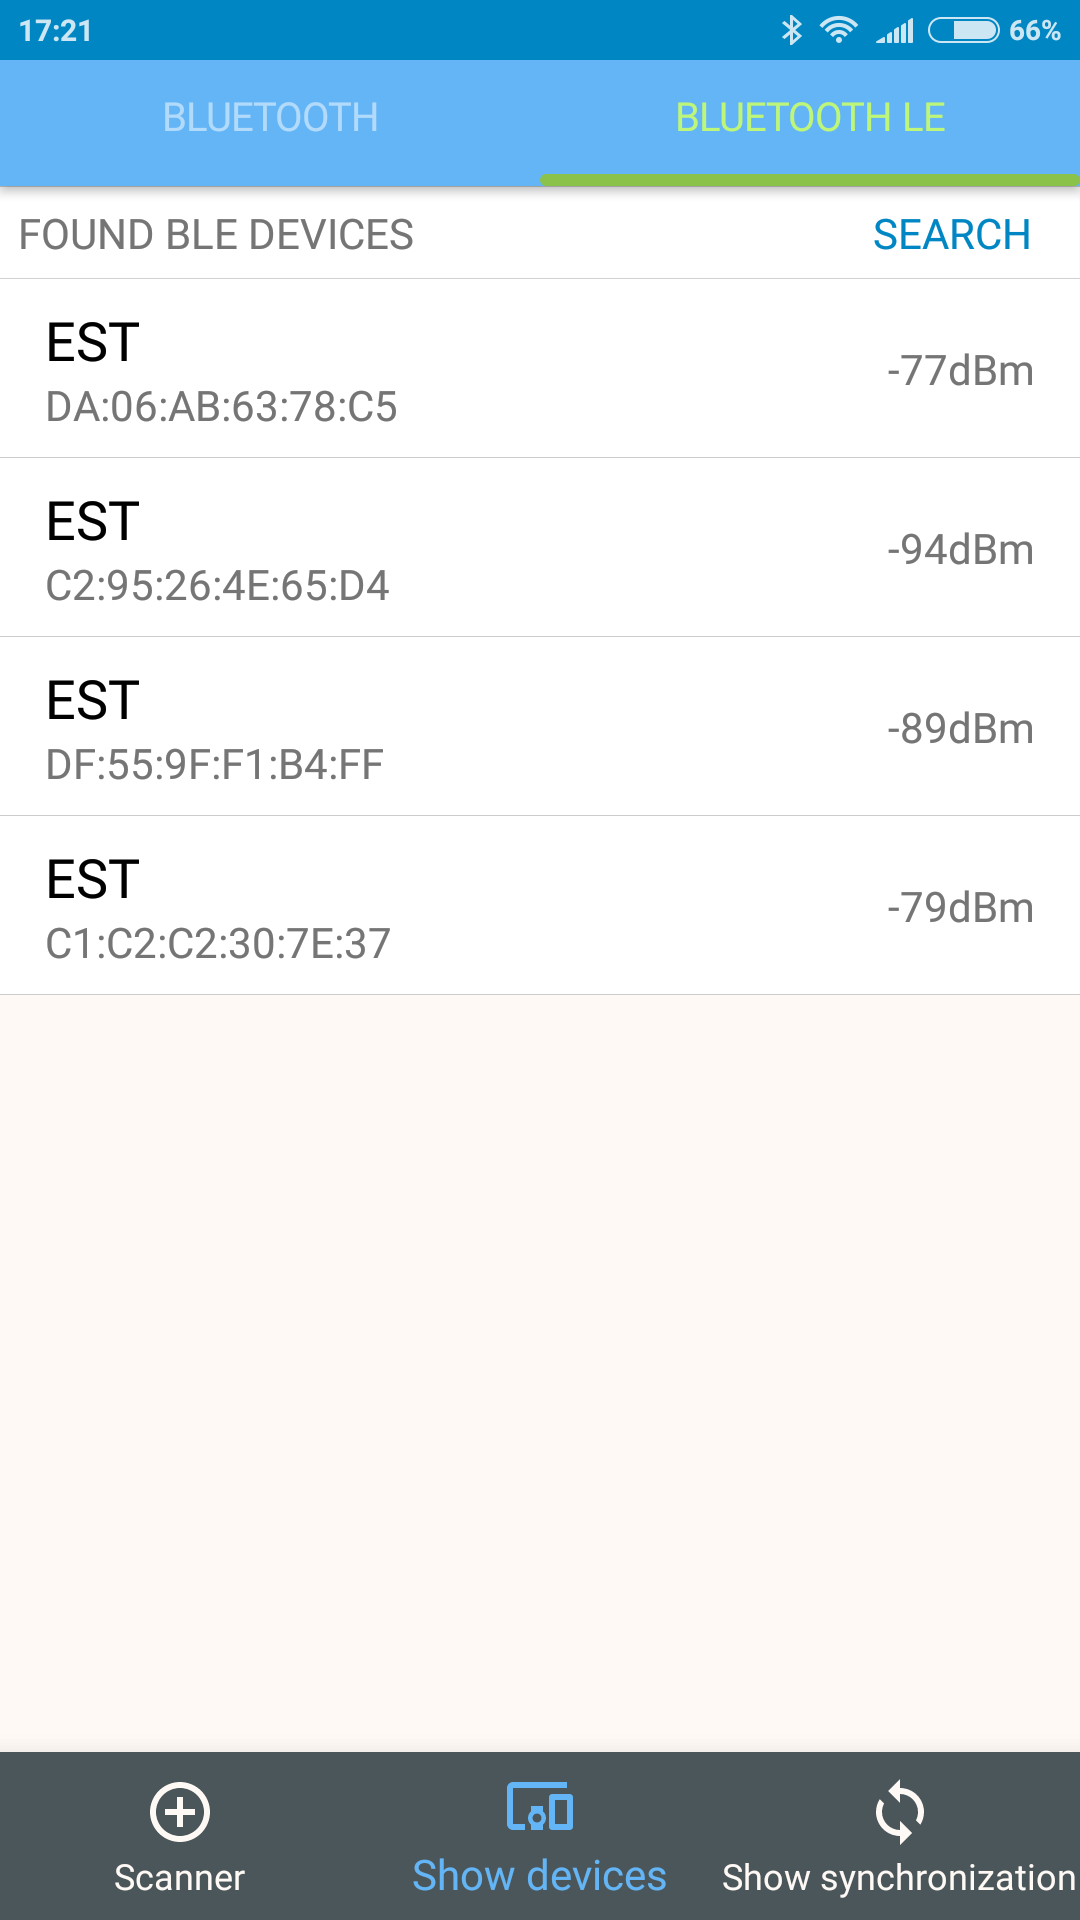 17:21 66%
BLUETOOTH BLUETOOTH LE
FOUND BLE DEVICES SEARCH
EST
DA:06:AB:63:78:C5 -77dBm
EST
C2:95:26:4E:65:D4 -94dBm
EST
DF:55:9F:F1:B4:FF -89dBm
EST
C1:C2:C2:30:7E:37 -79dBm
Scanner Show devices Show synchronization